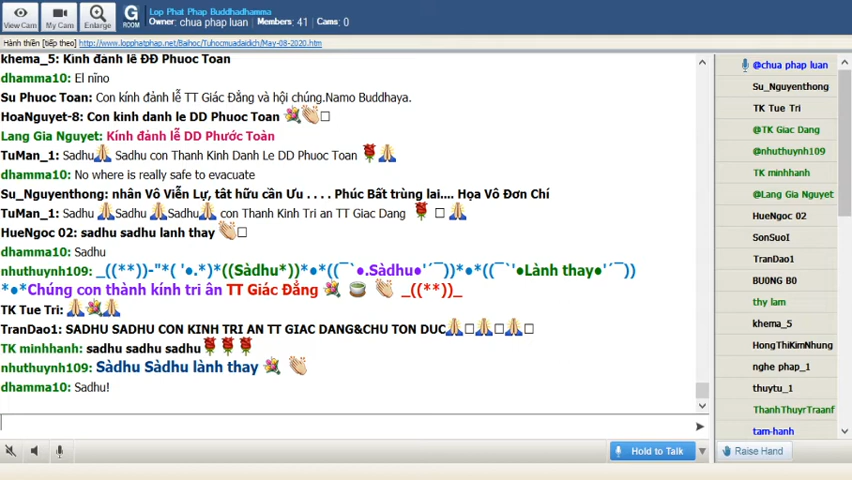 View Cam
My Cam
Enlarge
G
ROOM
Lop Phat Phap Buddhadhamma
Owner: chua phap luan Members: 41 Cams: 0
Hành thiền [tiếp theo] http://www.lopphatphap.net/Baihoc/Tuhocmuadaidich/May-08-2020.htm
khema_5: Kính đảnh lễ ĐĐ Phuoc Toan
dhamma10: El nĩno
Su Phuoc Toan: Con kính đảnh lễ TT Giác Đẳng và hội chúng.Namo Buddhaya.
HoaNguyet-8: Con kinh danh le DD Phuoc Toan 💐👏🏻□
Lang Gia Nguyet: Kính đảnh lễ DD Phước Toàn
TuMan_1: Sadhu🙏 Sadhu con Thanh Kinh Danh Le DD Phuoc Toan 🌹🙏
dhamma10: No where is really safe to evacuate
Su_Nguyenthong: nhân Vô Viễn Lự, tât hữu cần Ưu . . . . Phúc Bất trùng lai.... Họa Vô Đơn Chí
TuMan_1: Sadhu🙏Sadhu🙏Sadhu🙏 con Thanh Kinh Tri an TT Giac Dang 🌹 □ 🙏
HueNgoc 02: sadhu sadhu lanh thay 👏🏻□
dhamma10: Sadhu
nhuthuynh109: _((**))-"*( '●.*)*((Sàdhu*))*●*((¯`●.Sàdhu●'´¯))*●*((¯`'●Lành thay●'´¯))
*●*Chúng con thành kính tri ân TT Giác Đẳng 💐 🍵 👏 _((**))_
TK Tue Tri: 🙏💐🙏
TranDao1: SADHU SADHU CON KINH TRI AN TT GIAC DANG&CHU TON DUC🙏□🙏□🙏□
TK minhhanh: sadhu sadhu sadhu🌹🌹🌹
nhuthuynh109: Sàdhu Sàdhu lành thay 💐 👏
dhamma10: Sadhu!
Hold to Talk
Raise Hand
@chua phap luan
Su_Nguyenthong
TK Tue Tri
@TK Giac Dang
@nhuthuynh109
TK minhhanh
@Lang Gia Nguyet
HueNgoc 02
SonSuoI
TranDao1
BU0NG B0
thy lam
khema_5
HongThiKimNhung
nghe phap_1
thuytu_1
ThanhThuyrTraanf
tam-hanh